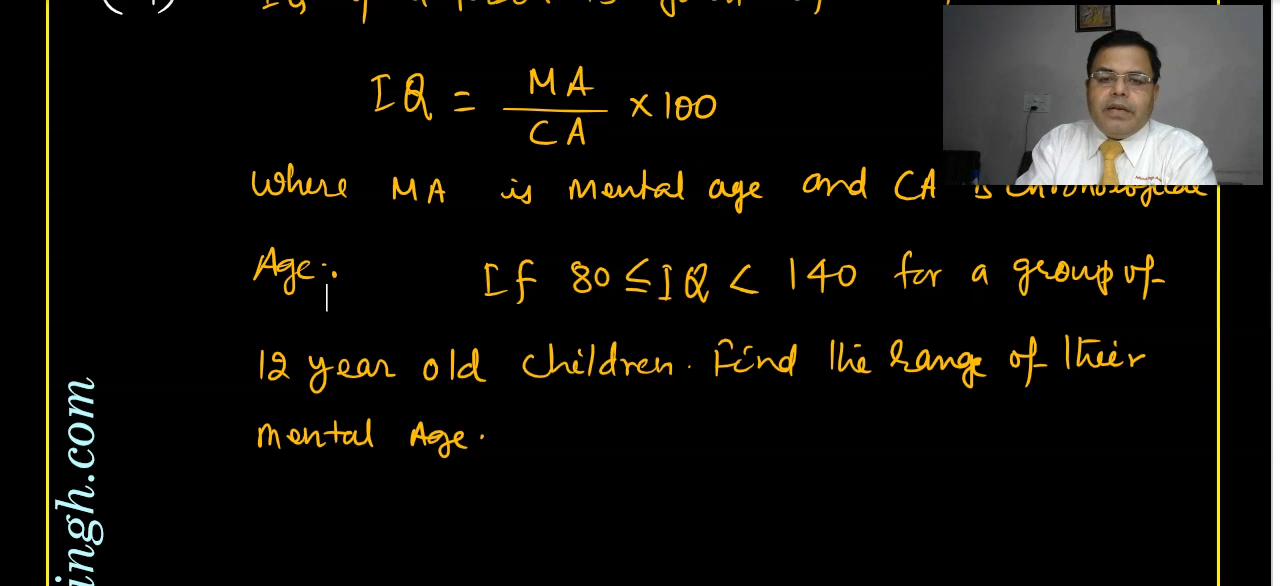 IQ = MA/CA × 100
where MA is Mental age and CA is
Age:. If 80 ≤ IQ < 140 for a group of
12 year old children. Find the range of their
mental Age.
ingh.com